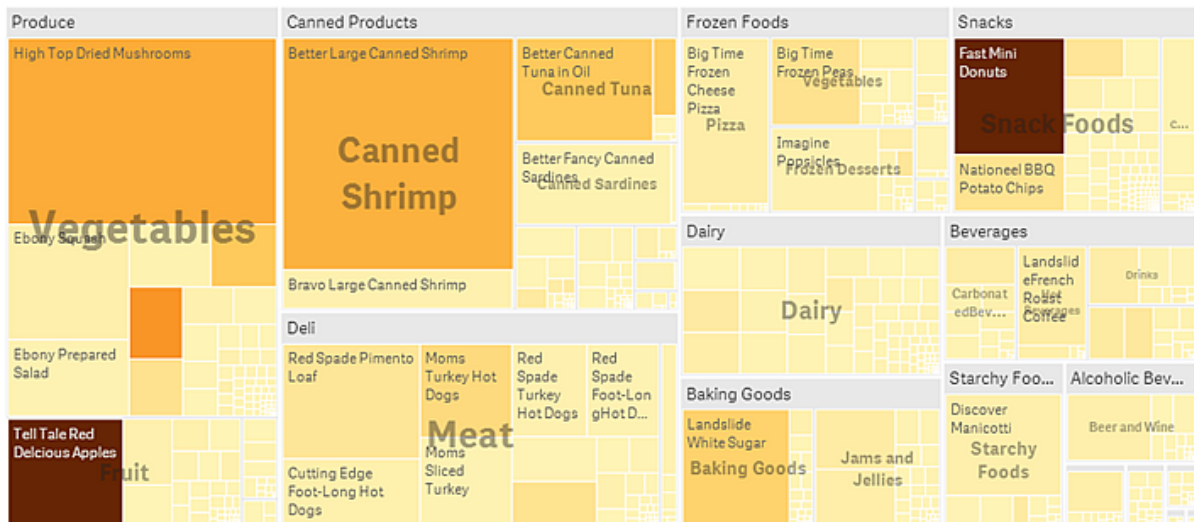 Produce
High Top Dried Mushrooms
Vegetables
Ebony Squash
Ebony Prepared
Salad
Tell Tale Red
Delcious Apples
Fruit
Canned Products
Better Large Canned Shrimp
Canned
Shrimp
Bravo Large Canned Shrimp
Better Canned
Tuna in Oil
Canned Tuna
Better Fancy Canned
Sardines
Canned Sardines
Deli
Red Spade Pimento
Loaf
Moms
Turkey Hot
Dogs
Red
Spade
Turkey
Hot Dogs
Red
Spade
Foot-Lon
gHot D...
Meat
Cutting Edge
Foot-Long Hot
Dogs
Moms
Sliced
Turkey
Frozen Foods
Big Time
Frozen
Cheese
Pizza
Pizza
Big Time
Frozen Peas
Vegetables
Imagine
Popsicles
Frozen Desserts
Dairy
Dairy
Baking Goods
Landslide
White Sugar
Baking Goods
Jams and
Jellies
Snacks
Fast Mini
Donuts
Snack Foods
Nationeel BBQ
Potato Chips
C...
Beverages
Carbonat
edBev...
Landslid
eFrench
Roast
Coffee
Hot
Beverages
Drinks
Starchy Foo...
Discover
Manicotti
Starchy
Foods
Alcoholic Bev...
Beer and Wine